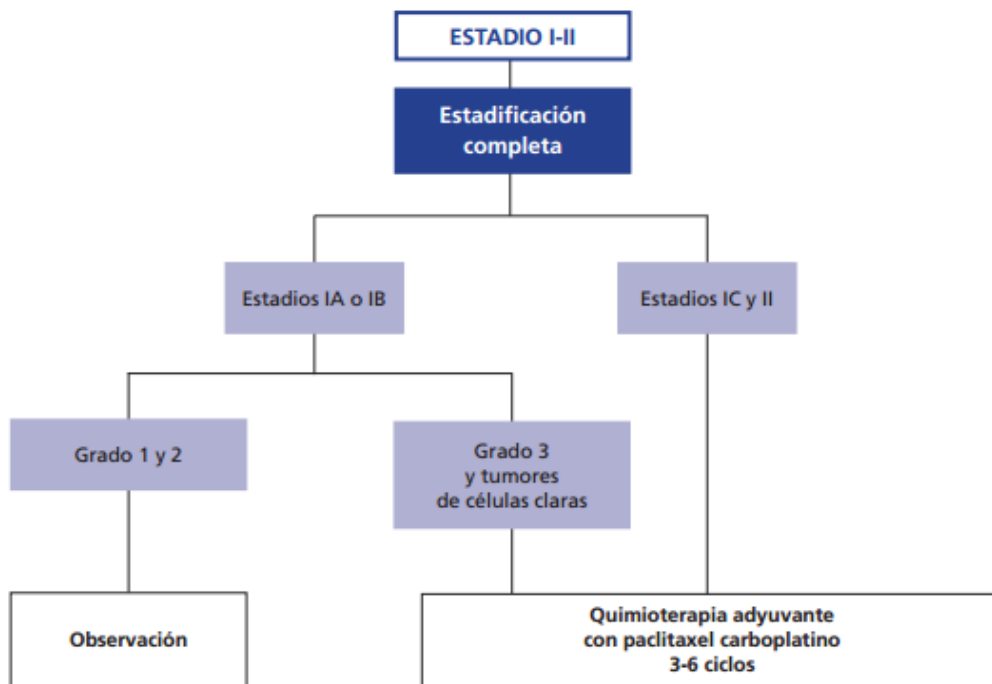 ESTADIO I-II
Estadificación
completa
Estadios IA o IB
Estadios IC y II
Grado 1 y 2
Grado 3
y tumores
de células claras
Observación
Quimioterapia adyuvante
con paclitaxel carboplatino
3-6 ciclos